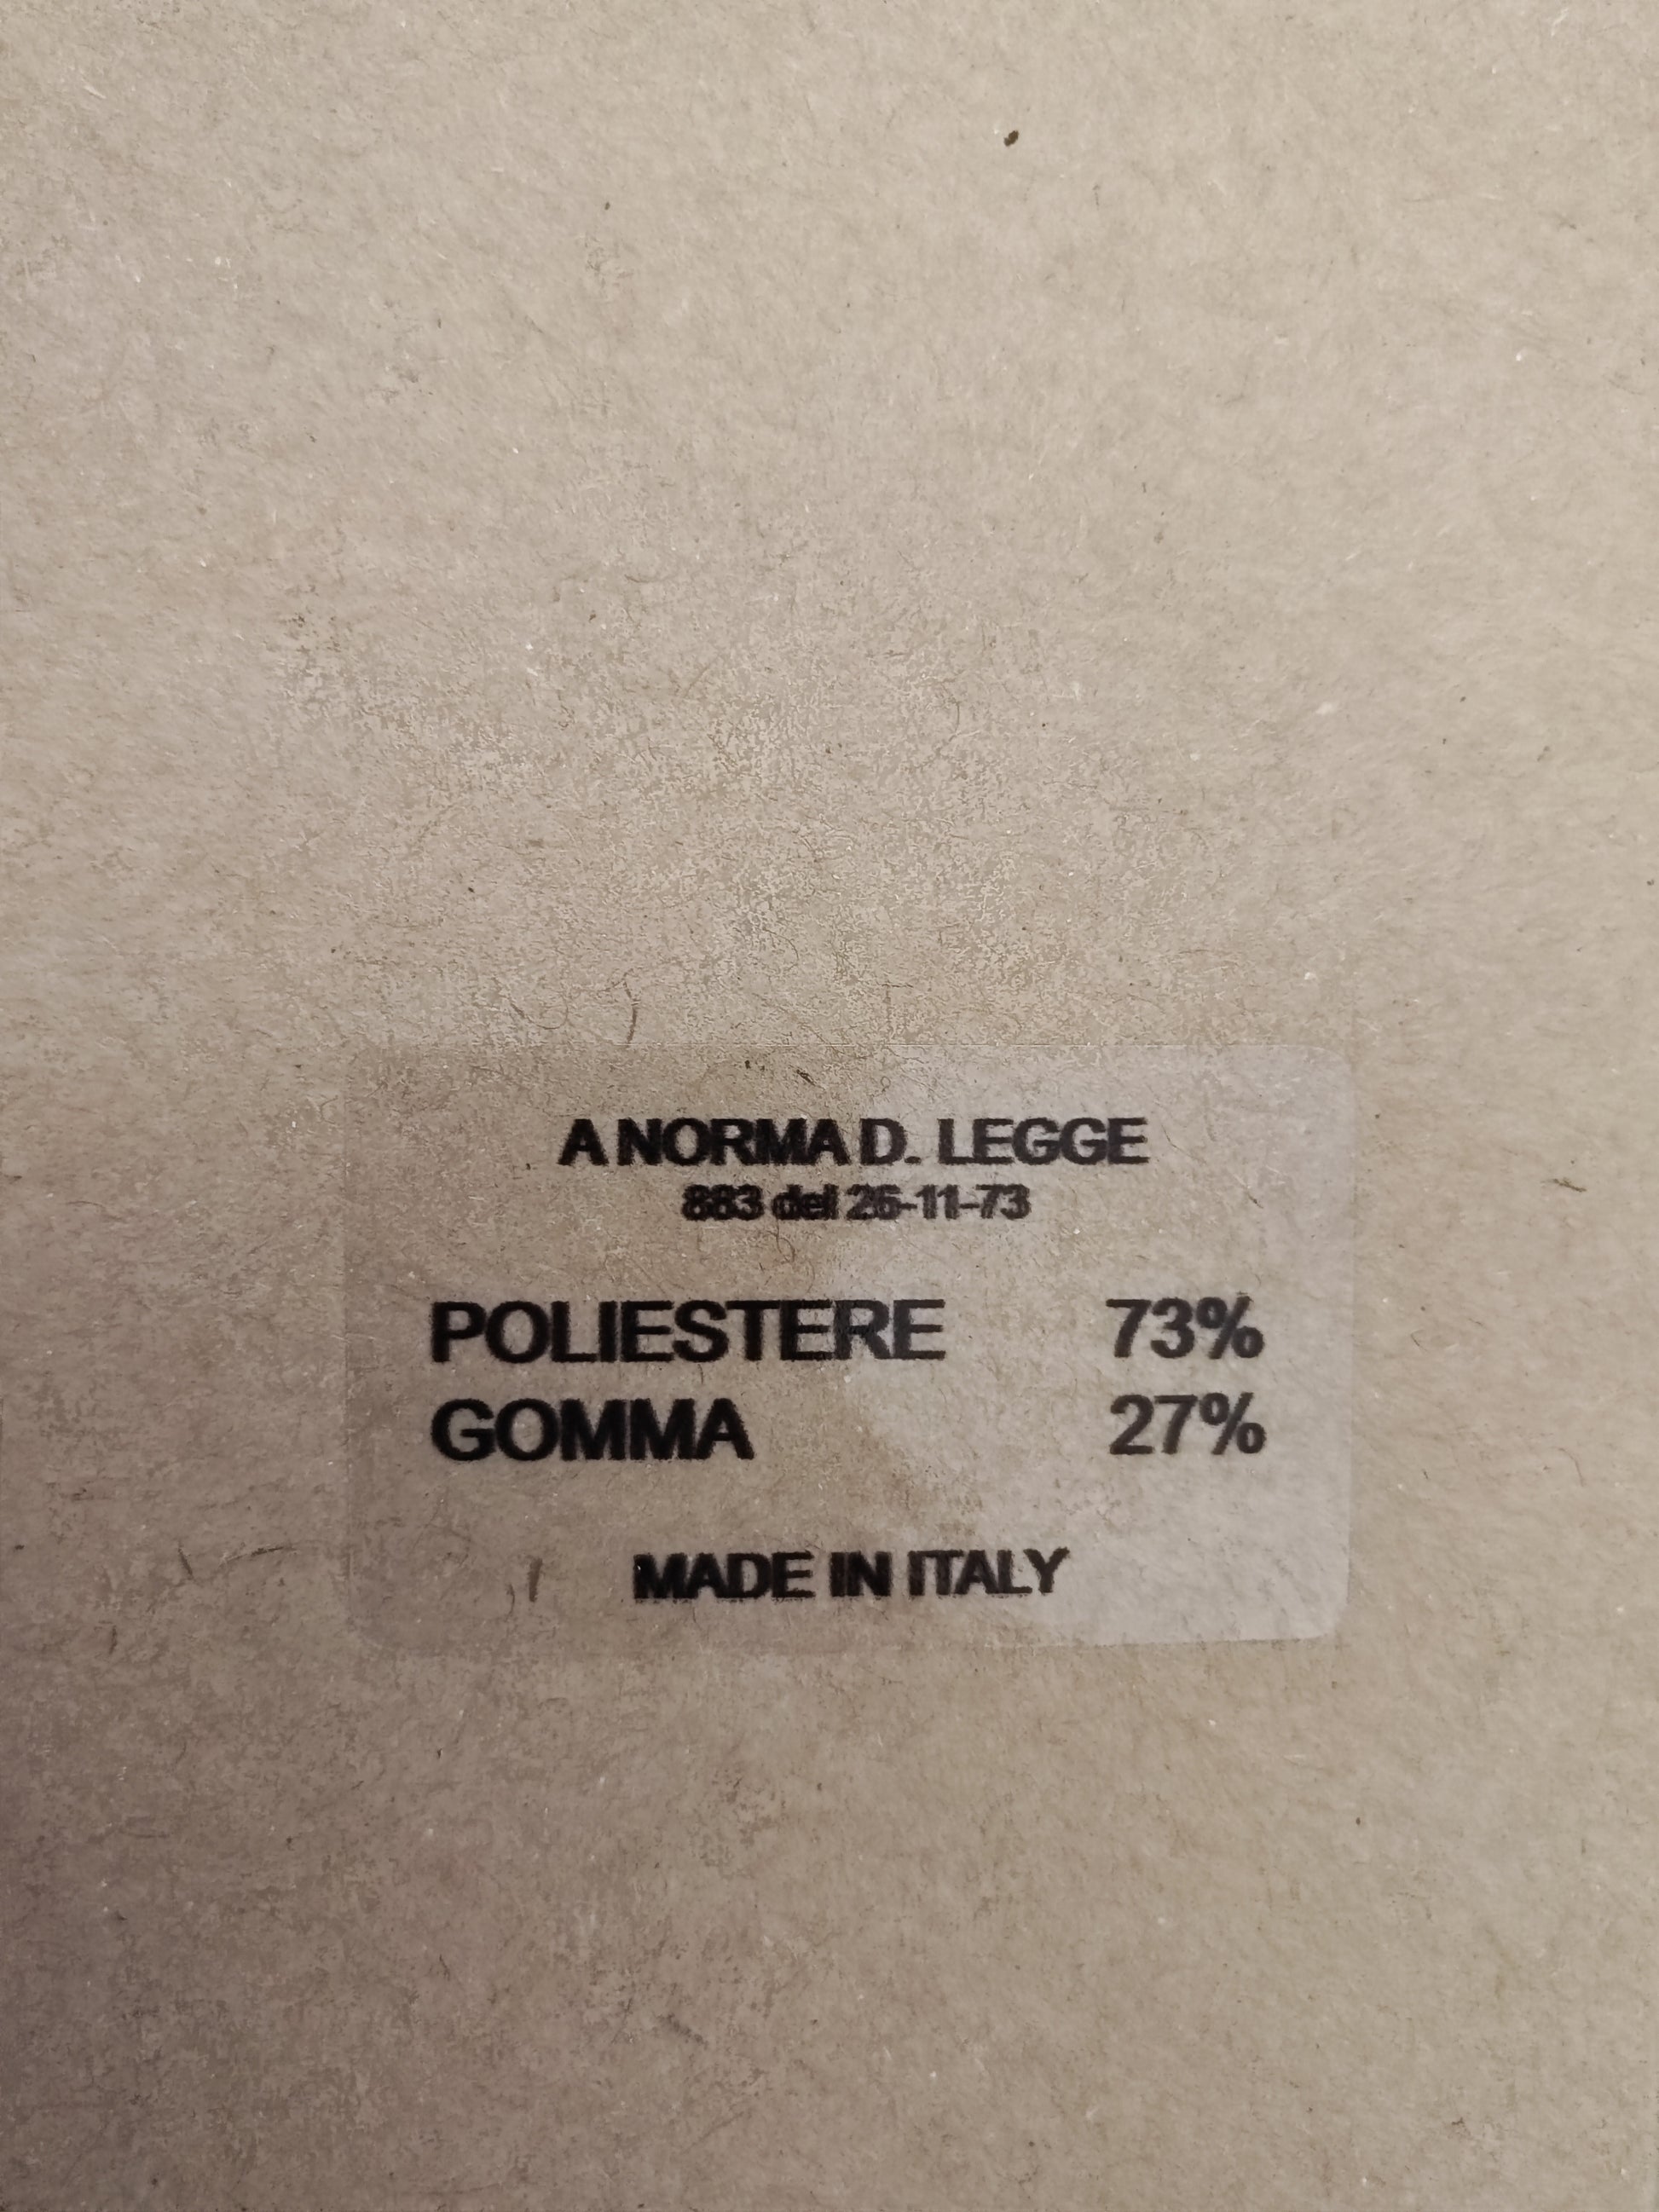 A NORMA D. LEGGE
883 del 26-11-73
POLIESTERE 73%
GOMMA 27%
MADE IN ITALY